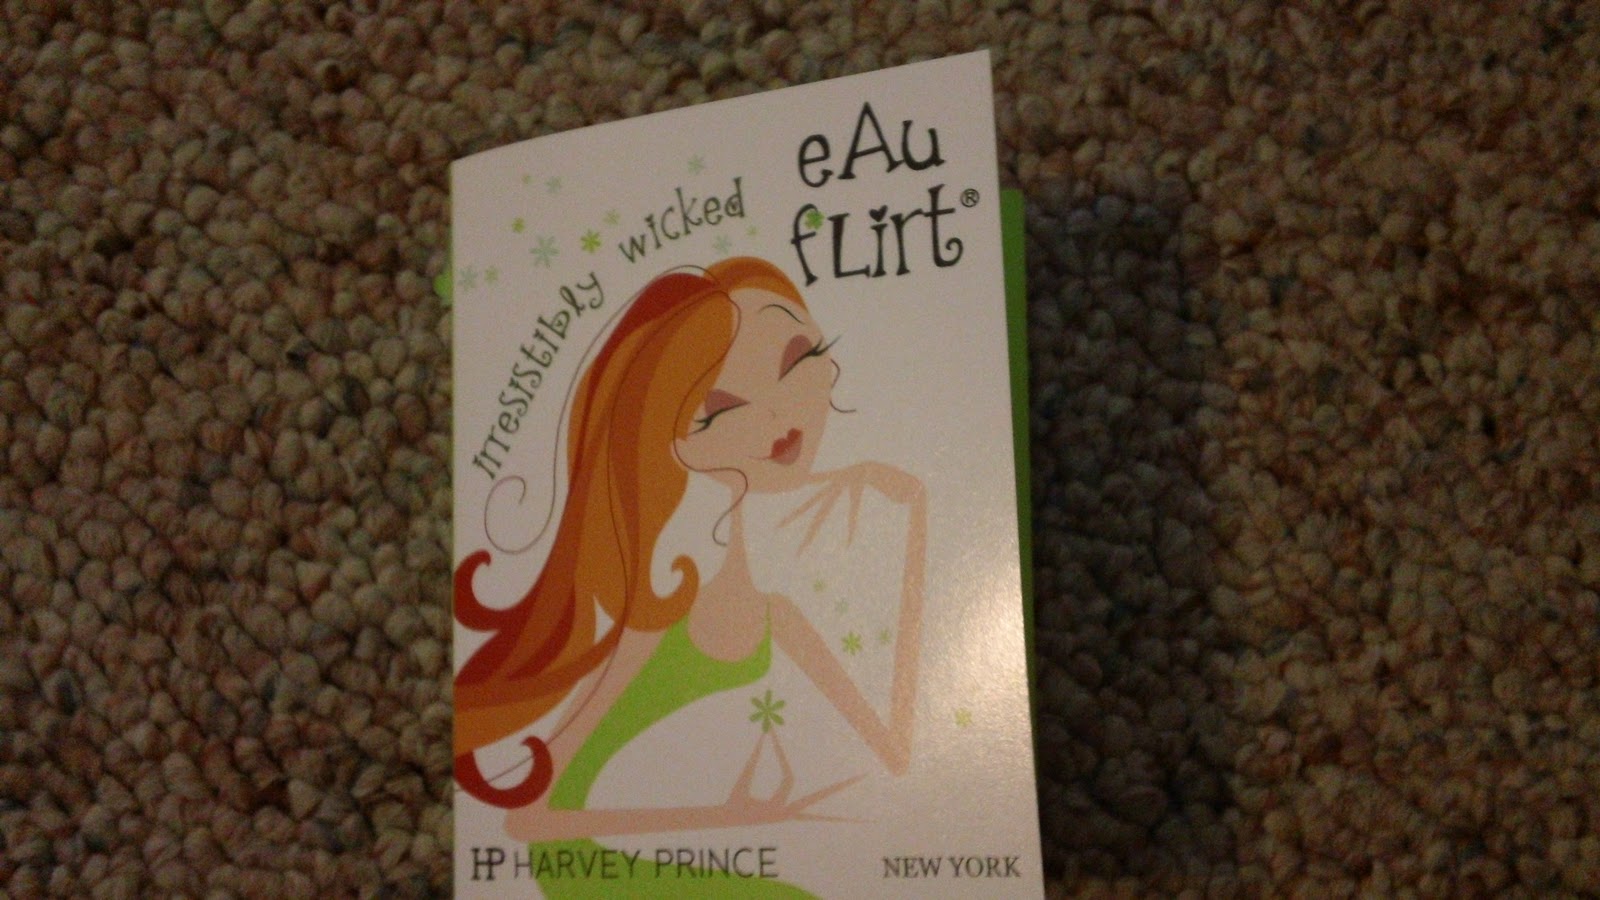 eAu
fLirt®
irresistibly wicked
HP HARVEY PRINCE
NEW YORK